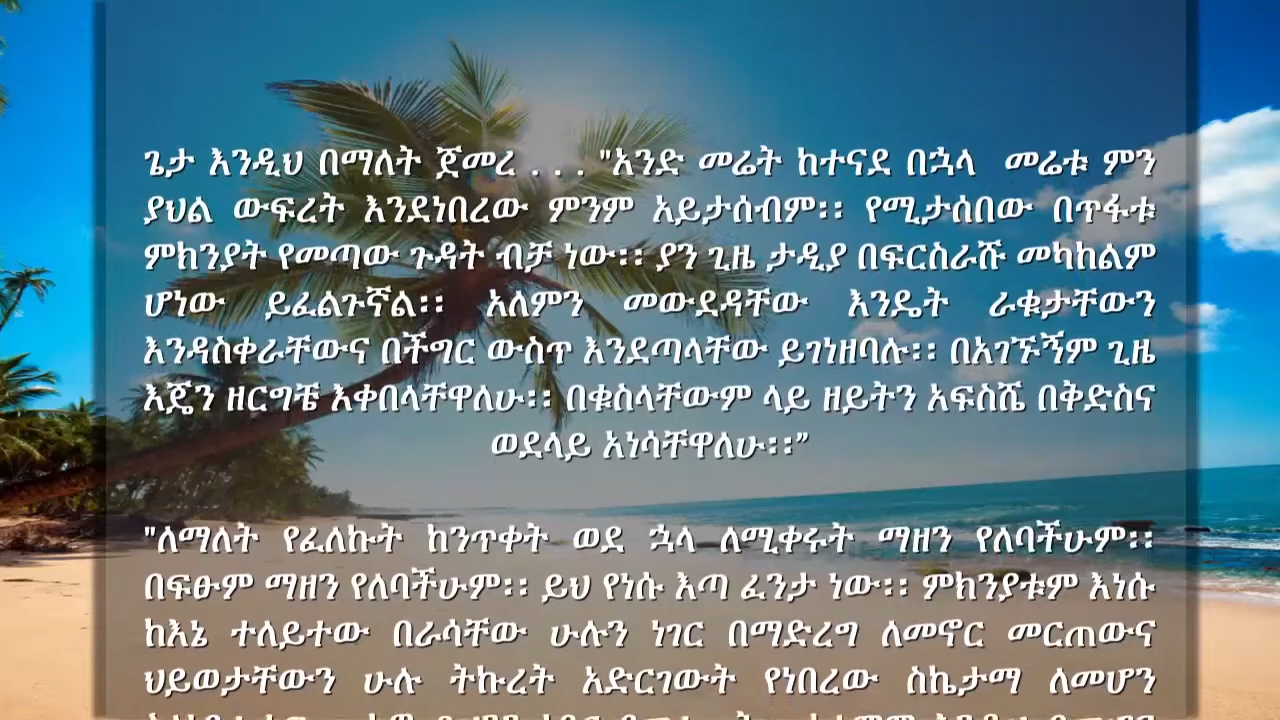 ጌታ እንዲህ በማለት ጀመረ . . . "አንድ መሬት ከተናደ በኋላ መሬቱ ምን
ያህል ውፍረት እንደነበረው ምንም አይታሰብም፡፡ የሚታሰበው በጥፋቱ
ምክንያት የመጣው ጉዳት ብቻ ነው፡፡ ያን ጊዜ ታዲያ በፍርስራሹ መካከልም
ሆነው ይፈልጉኛል፡፡ አለምን መውደዳቸው እንዴት ራቁታቸውን
እንዳስቀራቸውና በችግር ውስጥ እንደጣላቸው ይገነዘባሉ፡፡ በአገኙኝም ጊዜ
እጄን ዘርግቼ እቀበላቸዋለሁ፡፡ በቁስላቸውም ላይ ዘይትን አፍስሼ በቅድስና
ወደላይ አነሳቸዋለሁ፡፡”
"ለማለት የፈለኩት ከንጥቀት ወደ ኋላ ለሚቀሩት ማዘን የለባችሁም፡፡
በፍፁም ማዘን የለባችሁም፡፡ ይህ የነሱ እጣ ፈንታ ነው፡፡ ምክንያቱም እነሱ
ከእኔ ተለይተው በራሳቸው ሁሉን ነገር በማድረግ ለመኖር መርጠውና
ህይወታቸውን ሁሉ ትኩረት አድርገውት የነበረው ስኬታማ ለመሆን